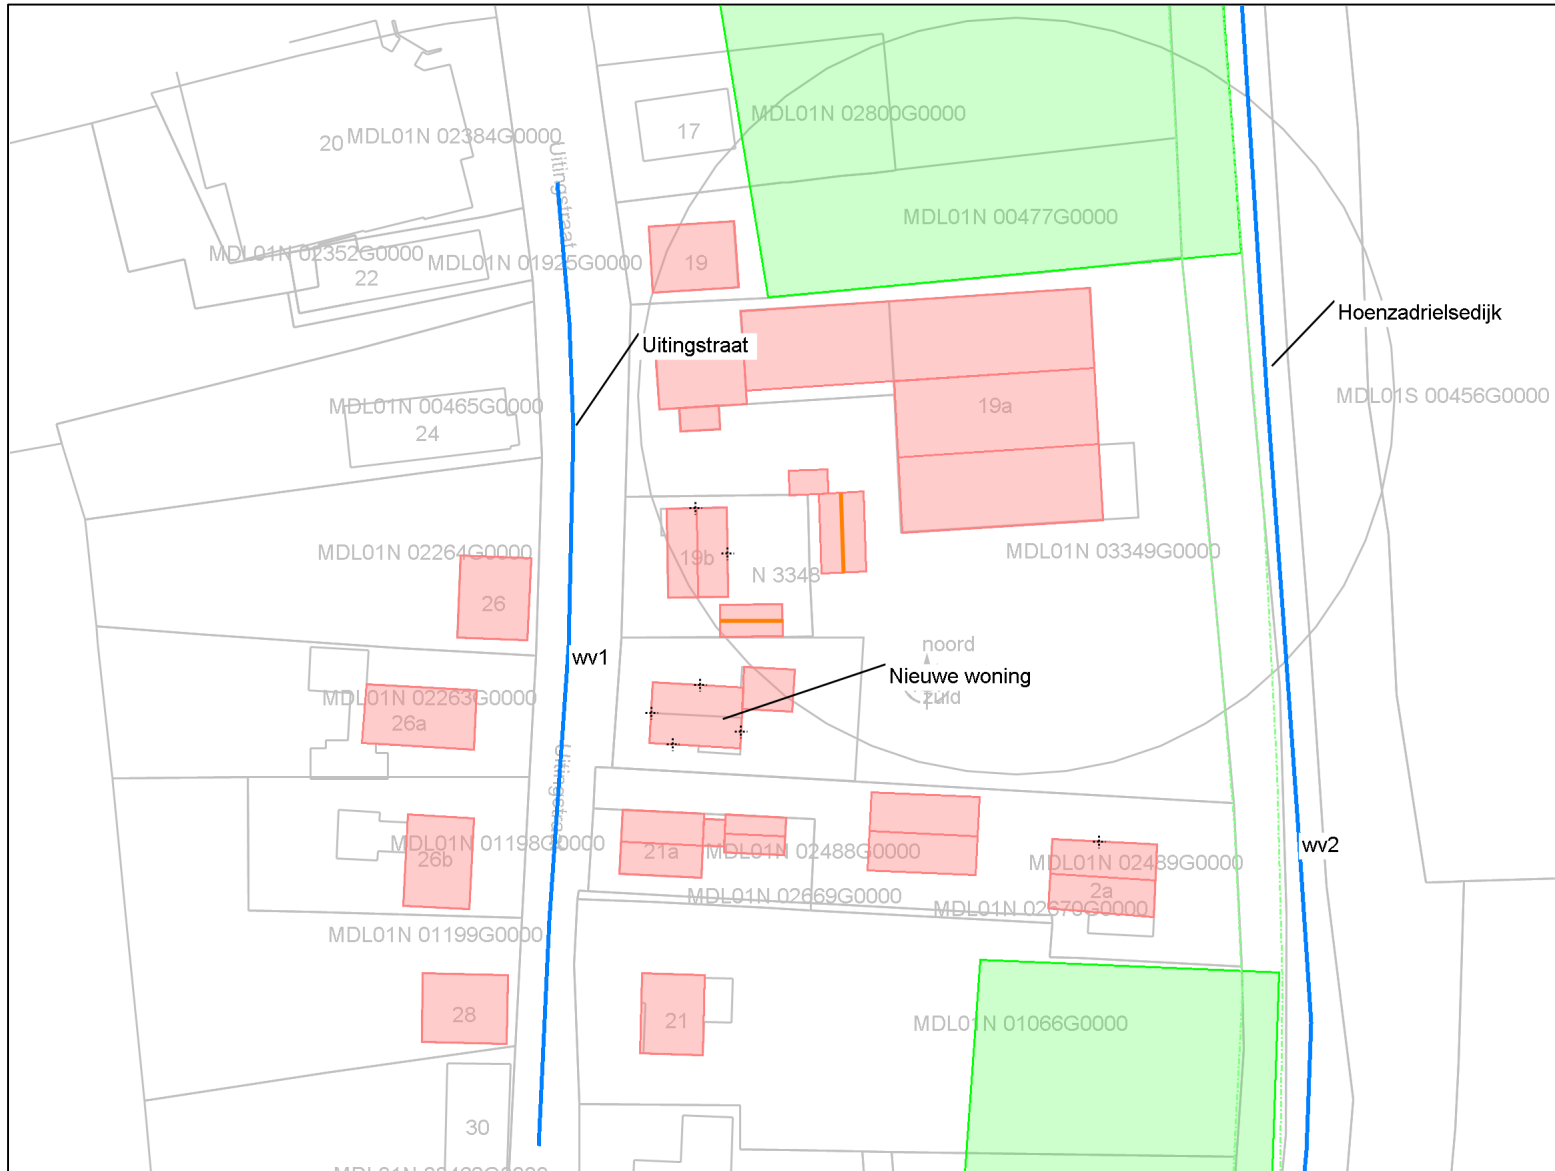 17
MDL01N 02800G0000
20
MDL01N 02384G0000
Uitingstraat
MDL01N 00477G0000
MDL01N 02352G0000
22
MDL01N 01925G0000
19
Hoenzadrielsedijk
Uitingstraat
MDL01S 00456G0000
MDL01N 00465G0000
24
19a
MDL01N 02264G0000
19b
N 3348
MDL01N 03349G0000
26
noord
wv1
Nieuwe woning
zuid
MDL01N 02263G0000
26a
Uitingstraat
MDL01N 01198G0000
26b
21a
MDL01N 02488G0000
wv2
MDL01N 02489G0000
2a
MDL01N 02669G0000
MDL01N 02670G0000
MDL01N 01199G0000
28
21
MDL01N 01066G0000
30